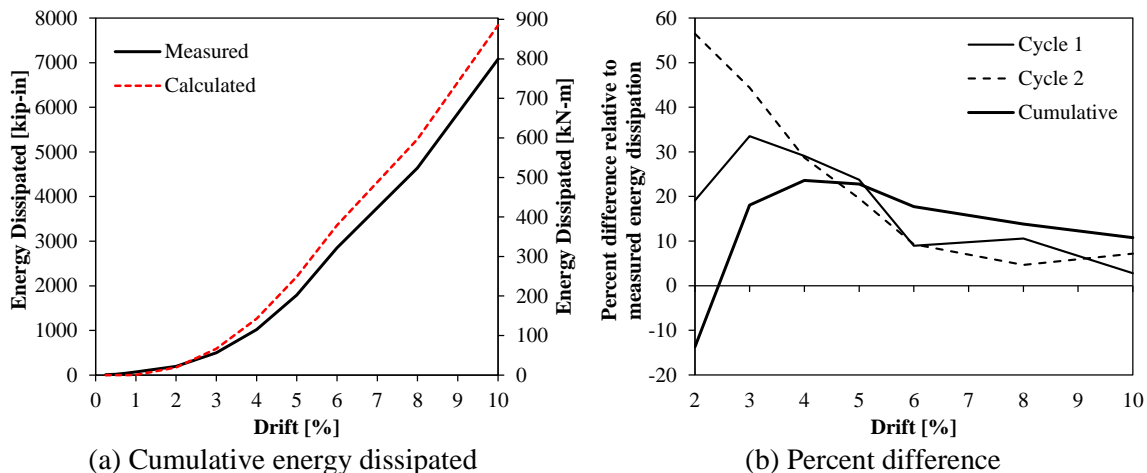 8000
7000
6000
5000
4000
3000
2000
1000
0
Energy Dissipated [kip-in]
Measured
Calculated
900
800
700
600
500
400
300
200
100
0
Energy Dissipated [kN-m]
0 1 2 3 4 5 6 7 8 9 10
Drift [%]
(a) Cumulative energy dissipated
60
50
40
30
20
10
0
-10
-20
Percent difference relative to
measured energy dissipation
Cycle 1
Cycle 2
Cumulative
2 3 4 5 6 7 8 9 10
Drift [%]
(b) Percent difference